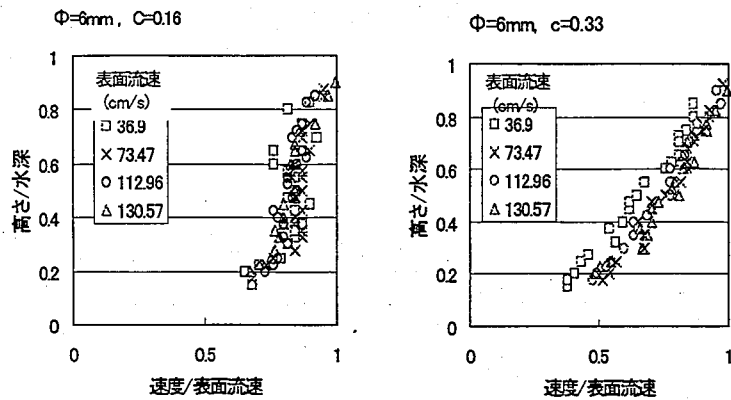 Φ=6mm, C=0.16
表面流速
(cm/s)
□ 36.9
× 73.47
○ 112.96
△ 130.57
高さ/水深
1
0.8
0.6
0.4
0.2
0
0
0.5
1
速度/表面流速
Φ=6mm, c=0.33
表面流速
(cm/s)
□ 36.9
× 73.47
○ 112.96
△ 130.57
高さ/水深
1
0.8
0.6
0.4
0.2
0
0
0.5
1
速度/表面流速